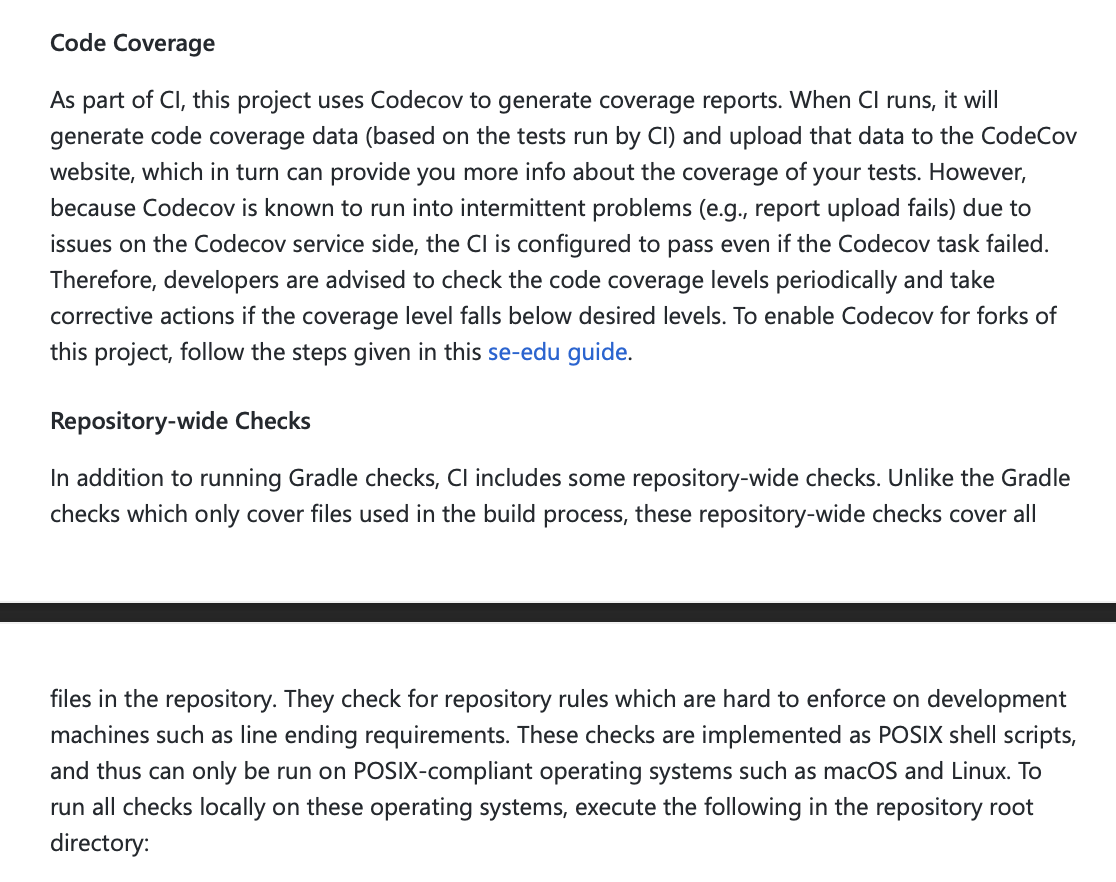 Code Coverage
As part of CI, this project uses Codecov to generate coverage reports. When CI runs, it will
generate code coverage data (based on the tests run by CI) and upload that data to the CodeCov
website, which in turn can provide you more info about the coverage of your tests. However,
because Codecov is known to run into intermittent problems (e.g., report upload fails) due to
issues on the Codecov service side, the CI is configured to pass even if the Codecov task failed.
Therefore, developers are advised to check the code coverage levels periodically and take
corrective actions if the coverage level falls below desired levels. To enable Codecov for forks of
this project, follow the steps given in this se-edu guide.
Repository-wide Checks
In addition to running Gradle checks, CI includes some repository-wide checks. Unlike the Gradle
checks which only cover files used in the build process, these repository-wide checks cover all
files in the repository. They check for repository rules which are hard to enforce on development
machines such as line ending requirements. These checks are implemented as POSIX shell scripts,
and thus can only be run on POSIX-compliant operating systems such as macOS and Linux. To
run all checks locally on these operating systems, execute the following in the repository root
directory: